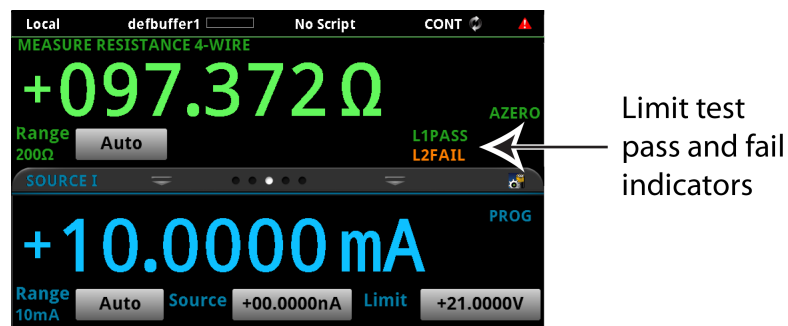 Local defbuffer1 No Script CONT
MEASURE RESISTANCE 4-WIRE
+097.372 Ω
AZERO
Range Auto
200Ω
L1PASS
L2FAIL
Limit test
pass and fail
indicators
SOURCE I
PROG
+10.0000 mA
Range Auto Source +00.0000nA Limit +21.0000V
10mA